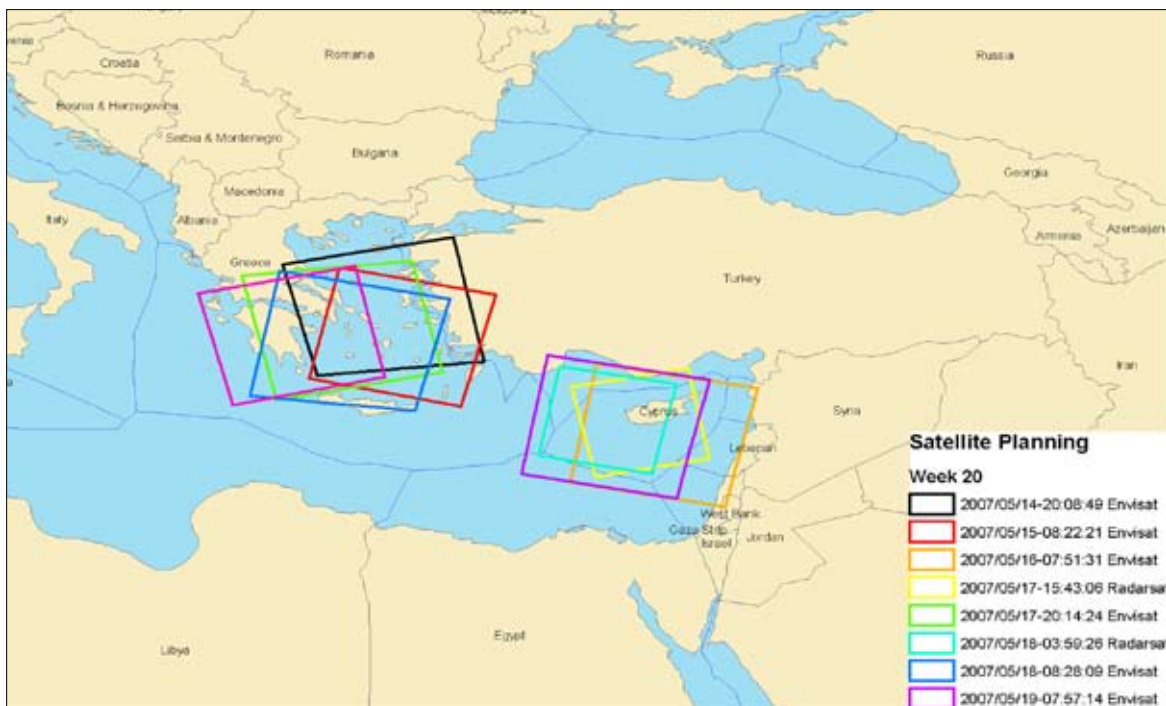 Russia
Romania
Croatia
Bosnia & Herzegovina
Serbia & Montenegro
Bulgaria
Georgia
Macedonia
Italy
Albania
Armenia
Azerbaijan
Greece
Turkey
Iran
Cyprus
Syria
Lebanon
West Bank
Gaza Strip
Israel
Jordan
Libya
Egypt
Satellite Planning
Week 20
2007/05/14-20:08:49 Envisat
2007/05/15-08:22:21 Envisat
2007/05/16-07:51:31 Envisat
2007/05/17-15:43:06 Radarsat
2007/05/17-20:14:24 Envisat
2007/05/18-03:59:26 Radarsat
2007/05/18-08:28:09 Envisat
2007/05/19-07:57:14 Envisat